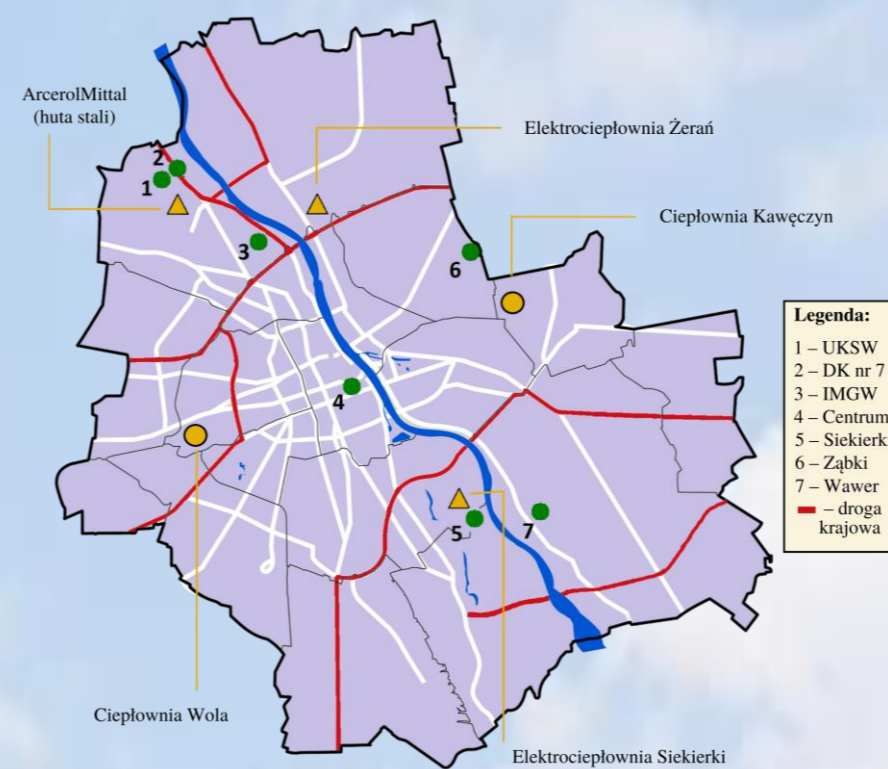 ArcerolMittal
(huta stali)
Elektrociepłownia Żerań
Ciepłownia Kawęczyn
2
1
3
6
4
5
7
Legenda:
1 – UKSW
2 – DK nr 7
3 – IMGW
4 – Centrum
5 – Siekierk
6 – Ząbki
7 – Wawer
– droga
krajowa
Ciepłownia Wola
Elektrociepłownia Siekierki